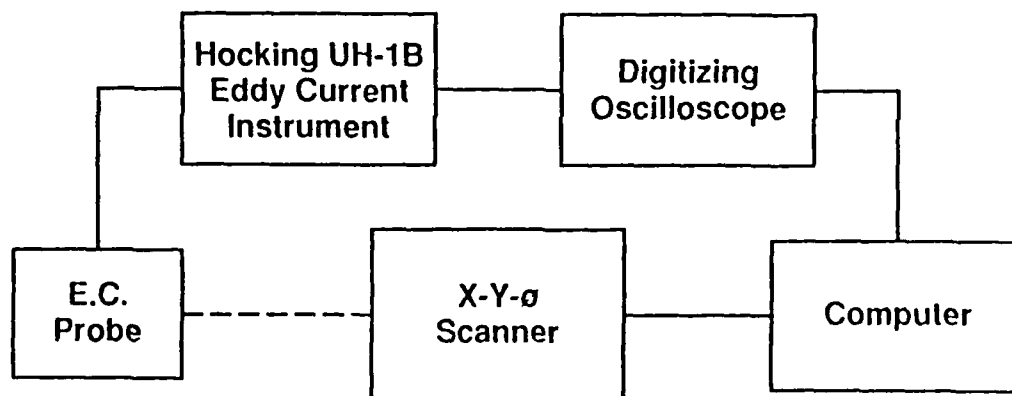 Hocking UH-1B
Eddy Current
Instrument
Digitizing
Oscilloscope
E.C.
Probe
X-Y-ø
Scanner
Computer